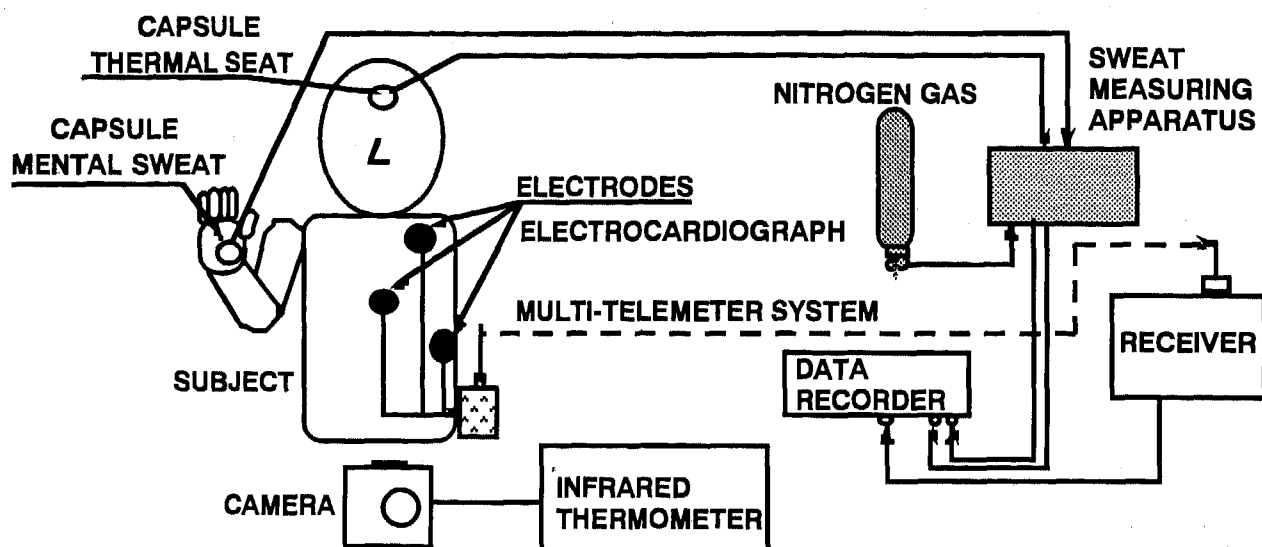 CAPSULE
THERMAL SEAT
CAPSULE
MENTAL SWEAT
L
NITROGEN GAS
SWEAT
MEASURING
APPARATUS
ELECTRODES
ELECTROCARDIOGRAPH
MULTI-TELEMETER SYSTEM
RECEIVER
DATA
RECORDER
SUBJECT
CAMERA
INFRARED
THERMOMETER